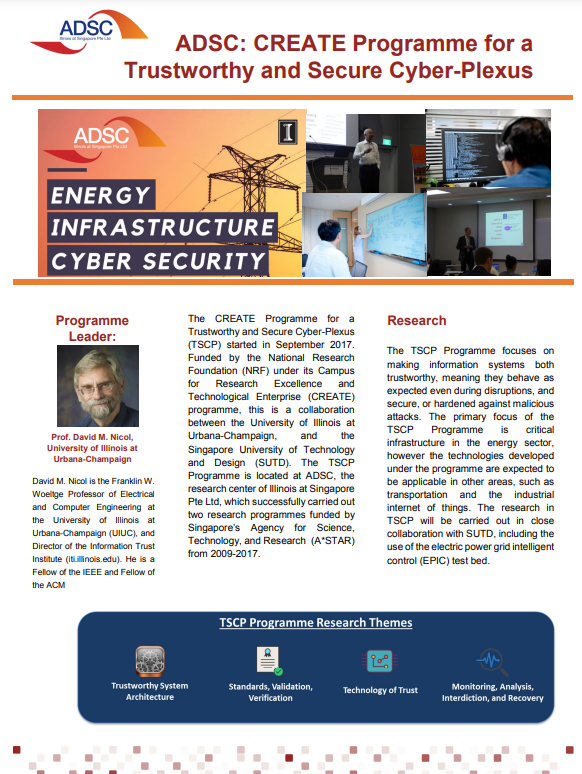 ADSC
Illinois at Singapore Pte Ltd
ADSC: CREATE Programme for a
Trustworthy and Secure Cyber-Plexus
ADSC
Illinois at Singapore Pte Ltd
I
ENERGY
INFRASTRUCTURE
CYBER SECURITY
Programme
Leader:
Prof. David M. Nicol,
University of Illinois at
Urbana-Champaign
David M. Nicol is the Franklin W.
Woeltge Professor of Electrical
and Computer Engineering at
the University of Illinois at
Urbana-Champaign (UIUC), and
Director of the Information Trust
Institute (iti.illinois.edu). He is a
Fellow of the IEEE and Fellow of
the ACM
The CREATE Programme for a
Trustworthy and Secure Cyber-Plexus
(TSCP) started in September 2017.
Funded by the National Research
Foundation (NRF) under its Campus
for Research Excellence and
Technological Enterprise (CREATE)
programme, this is a collaboration
between the University of Illinois at
Urbana-Champaign, and the
Singapore University of Technology
and Design (SUTD). The TSCP
Programme is located at ADSC, the
research center of Illinois at Singapore
Pte Ltd, which successfully carried out
two research programmes funded by
Singapore's Agency for Science,
Technology, and Research (A*STAR)
from 2009-2017.
Research
The TSCP Programme focuses on
making information systems both
trustworthy, meaning they behave as
expected even during disruptions, and
secure, or hardened against malicious
attacks. The primary focus of the
TSCP Programme is critical
infrastructure in the energy sector,
however the technologies developed
under the programme are expected to
be applicable in other areas, such as
transportation and the industrial
internet of things. The research in
TSCP will be carried out in close
collaboration with SUTD, including the
use of the electric power grid intelligent
control (EPIC) test bed.
TSCP Programme Research Themes
Trustworthy System
Architecture
Standards, Validation,
Verification
Technology of Trust
Monitoring, Analysis,
Interdiction, and Recovery